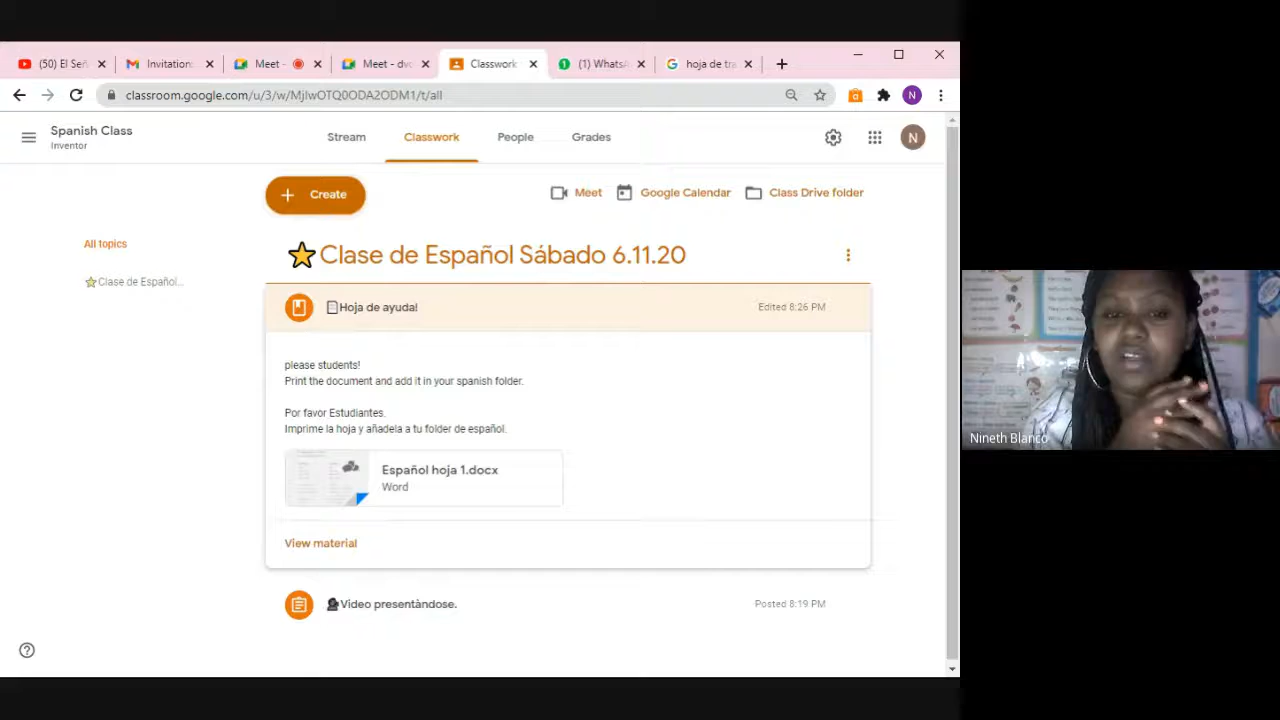 (50) El Señ
Invitation
Meet -
Meet - dvc
Classwork
(1) WhatsA
hoja de tra
classroom.google.com/u/3/w/MjIwOTQ0ODA2ODM1/t/all
N
Spanish Class
Inventor
Stream
Classwork
People
Grades
N
Create
Meet
Google Calendar
Class Drive folder
All topics
Clase de Español...
Clase de Español Sábado 6.11.20
Hoja de ayuda!
Edited 8:26 PM
please students!
Print the document and add it in your spanish folder.
Por favor Estudiantes.
Imprime la hoja y añadela a tu folder de español.
Español hoja 1.docx
Word
View material
Vídeo presentàndose.
Posted 8:19 PM
Nineth Blanco